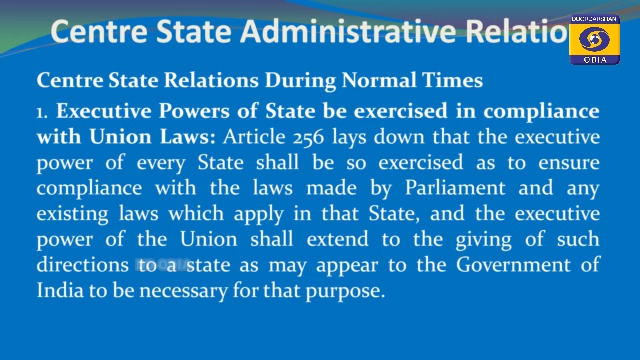 Centre State Administrative Relatio
DOORDARSHAN
ODIA
Centre State Relations During Normal Times
1. Executive Powers of State be exercised in compliance
with Union Laws: Article 256 lays down that the executive
power of every State shall be so exercised as to ensure
compliance with the laws made by Parliament and any
existing laws which apply in that State, and the executive
power of the Union shall extend to the giving of such
directions to a state as may appear to the Government of
India to be necessary for that purpose.